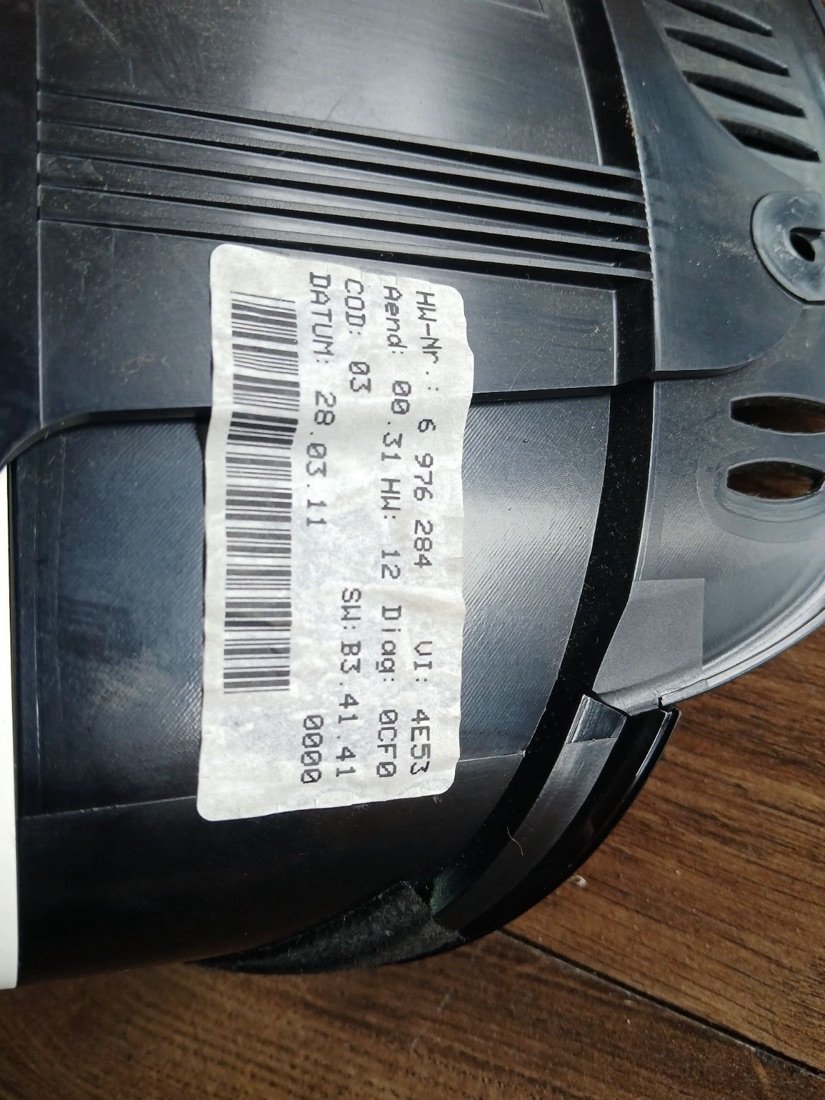 HW-Nr.: 6 976 284 VI: 4E53
Aend: 00.31 HW: 12 Diag: 0CF0
COD: 03 SW: B3.41.41
DATUM: 28.03.11 0000